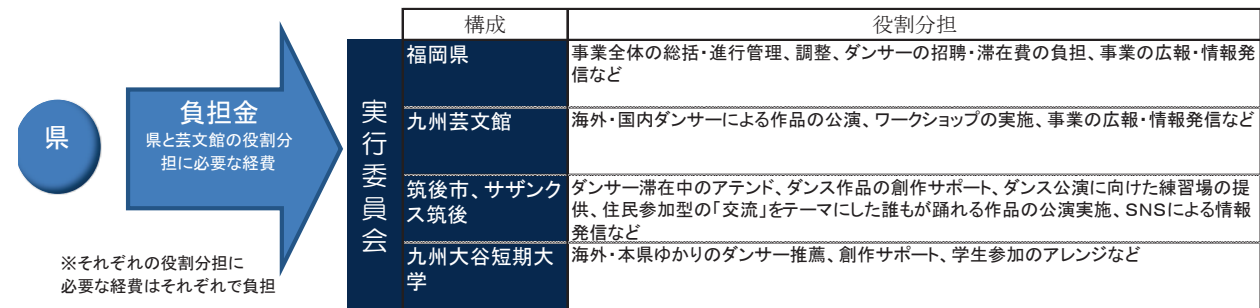 県
負担金
県と芸文館の役割分
担に必要な経費
※それぞれの役割分担に
必要な経費はそれぞれで負担
実行委員会
構成
役割分担
福岡県
事業全体の総括・進行管理、調整、ダンサーの招聘・滞在費の負担、事業の広報・情報発
信など
九州芸文館
海外・国内ダンサーによる作品の公演、ワークショップの実施、事業の広報・情報発信など
筑後市、サザンク
ス筑後
ダンサー滞在中のアテンド、ダンス作品の創作サポート、ダンス公演に向けた練習場の提
供、住民参加型の「交流」をテーマにした誰もが踊れる作品の公演実施、SNSによる情報
発信など
九州大谷短期大
学
海外・本県ゆかりのダンサー推薦、創作サポート、学生参加のアレンジなど